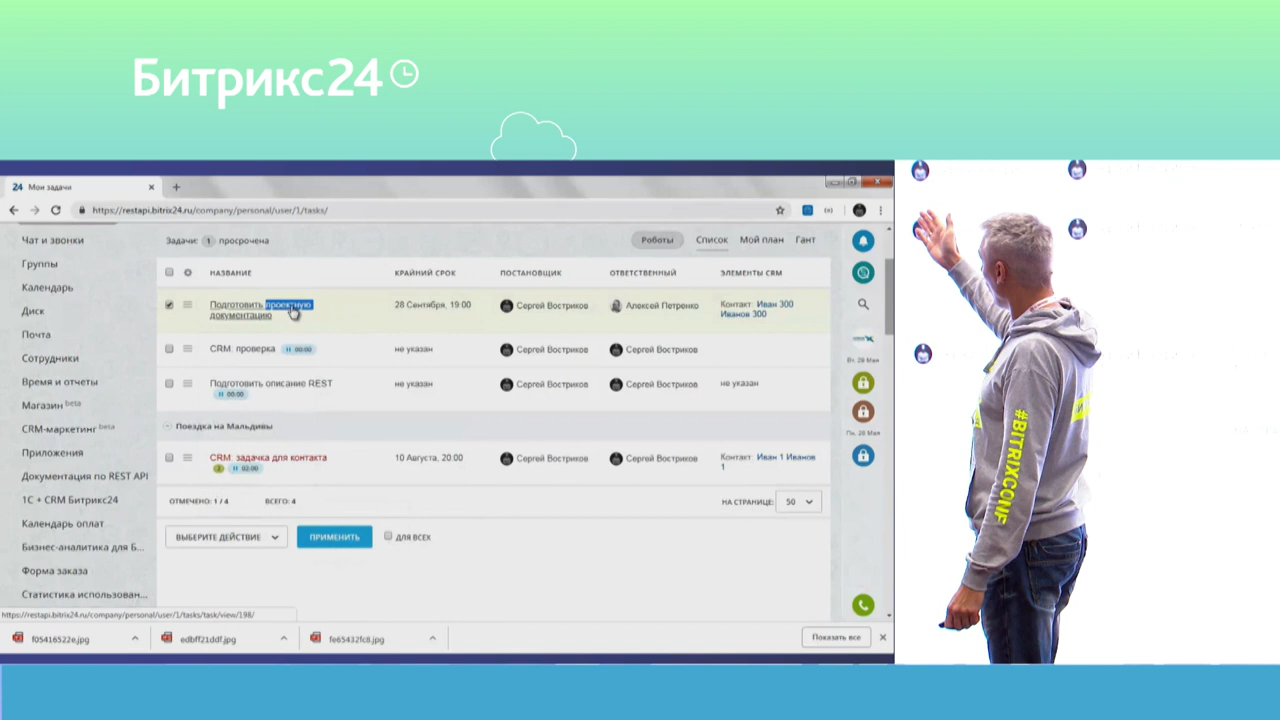 Битрикс24
24 Мои задачи
https://restapi.bitrix24.ru/company/personal/user/1/tasks/
Чат и звонки
Группы
Календарь
Диск
Почта
Сотрудники
Время и отчеты
Магазин beta
CRM-маркетинг beta
Приложения
Документация по REST API
1С + CRM Битрикс24
Календарь оплат
Бизнес-аналитика для Б...
Форма заказа
Статистика использован...
Задачи: 1 просрочена
Роботы Список Мой план Гант
НАЗВАНИЕ КРАЙНИЙ СРОК ПОСТАНОВЩИК ОТВЕТСТВЕННЫЙ ЭЛЕМЕНТЫ CRM
Подготовить проектную 28 Сентября, 19:00 Сергей Востриков Алексей Петренко Контакт: Иван 300
документацию Иванов 300
CRM: проверка 00:00 не указан Сергей Востриков Сергей Востриков
Подготовить описание REST не указан Сергей Востриков Сергей Востриков не указан
00:00
Поездка на Мальдивы
CRM: задачка для контакта 10 Августа, 20:00 Сергей Востриков Сергей Востриков Контакт: Иван 1 Иванов
2 02:00 1
ОТМЕЧЕНО: 1 / 4 ВСЕГО: 4 НА СТРАНИЦЕ: 50
ВЫБЕРИТЕ ДЕЙСТВИЕ ПРИМЕНИТЬ ДЛЯ ВСЕХ
https://restapi.bitrix24.ru/company/personal/user/1/tasks/task/view/198/
f05416522e.jpg edbff21ddf.jpg fe65432fc8.jpg Показать все
#BITRIXCONF